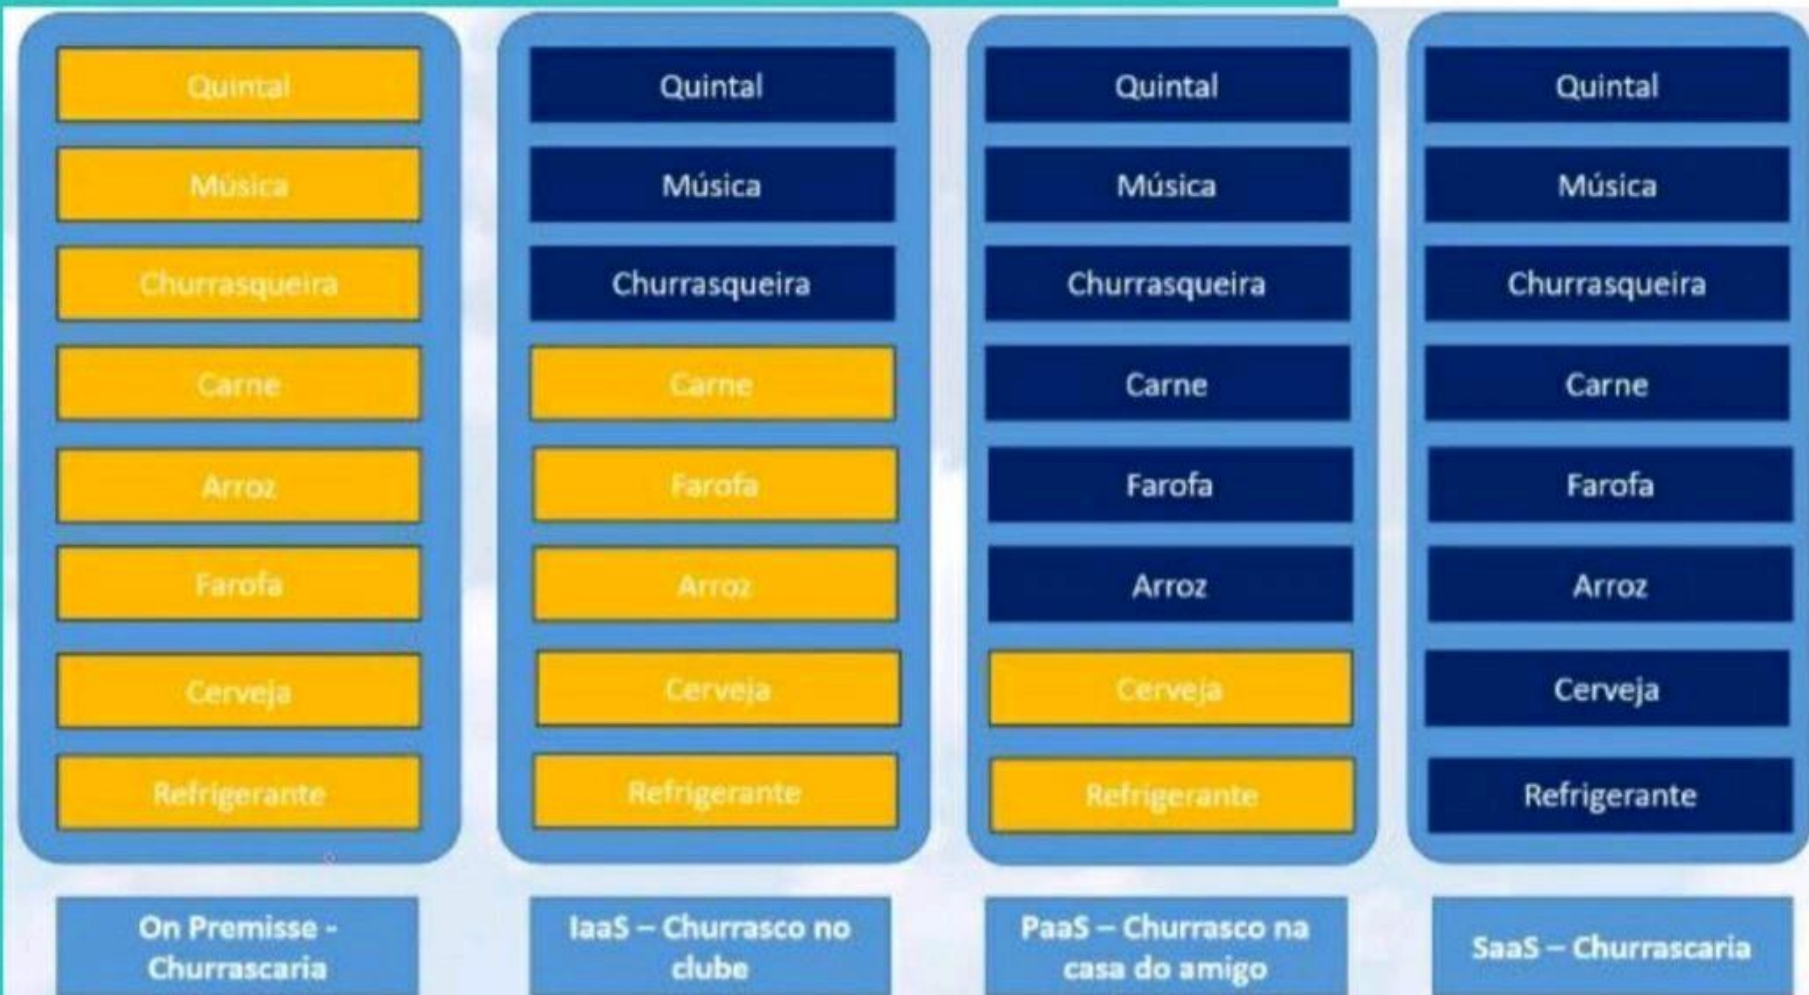 Quintal
Música
Churrasqueira
Carne
Arroz
Farofa
Cerveja
Refrigerante
On Premisse -
Churrascaria
Quintal
Música
Churrasqueira
Carne
Farofa
Arroz
Cerveja
Refrigerante
IaaS – Churrasco no
clube
Quintal
Música
Churrasqueira
Carne
Farofa
Arroz
Cerveja
Refrigerante
PaaS – Churrasco na
casa do amigo
Quintal
Música
Churrasqueira
Carne
Farofa
Arroz
Cerveja
Refrigerante
SaaS – Churrascaria